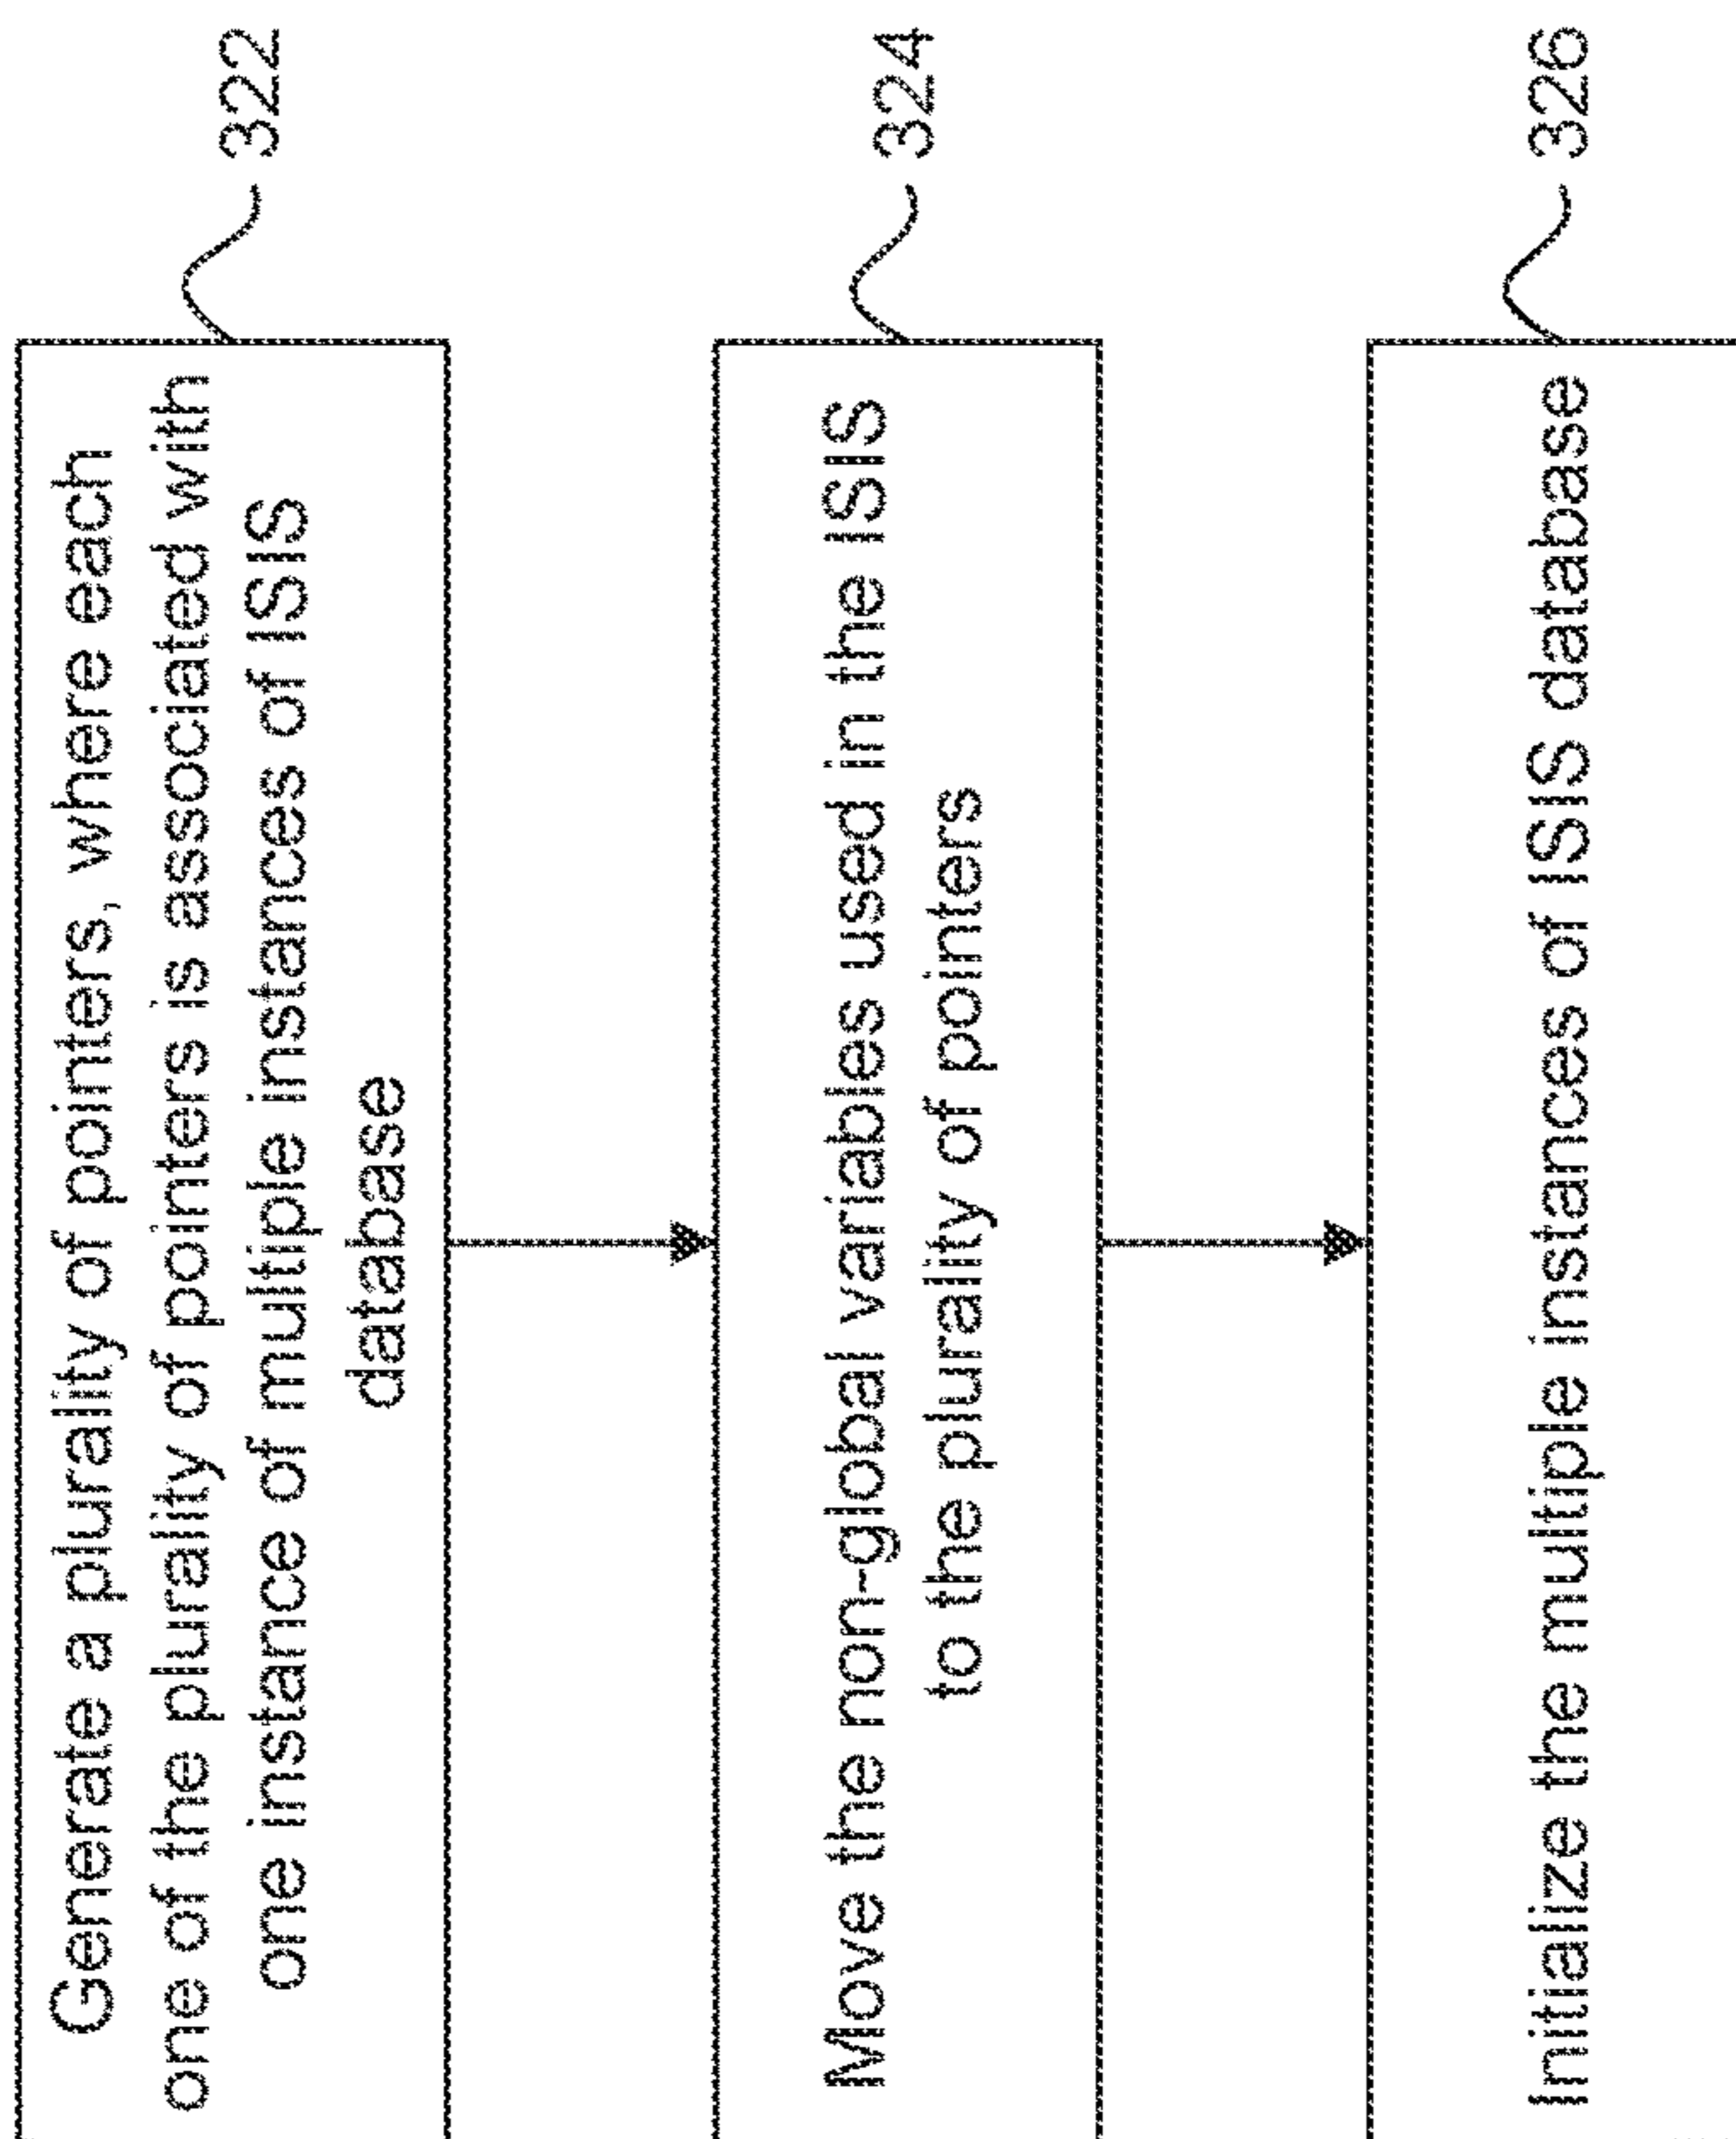 Generate a plurality of pointers, where each
one of the plurality of pointers is associated with
one instance of multiple instances of ISIS
database
322
Move the non-global variables used in the ISIS
to the plurality of pointers
324
Initialize the multiple instances of ISIS database
326